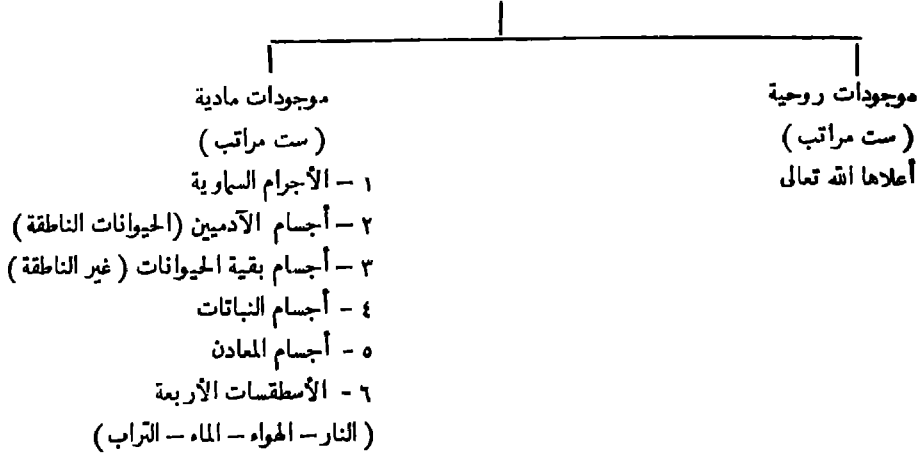 موجودات روحية
( ست مراتب )
أعلاها الله تعالى
موجودات مادية
( ست مراتب )
١ – الأجرام السماوية
٢ – أجسام الآدميين (الحيوانات الناطقة)
٣ – أجسام بقية الحيوانات ( غير الناطقة )
٤ - أجسام النباتات
٥ - أجسام المعادن
٦ - الأسطقسات الأربعة
( النار – الهواء – الماء – التراب )